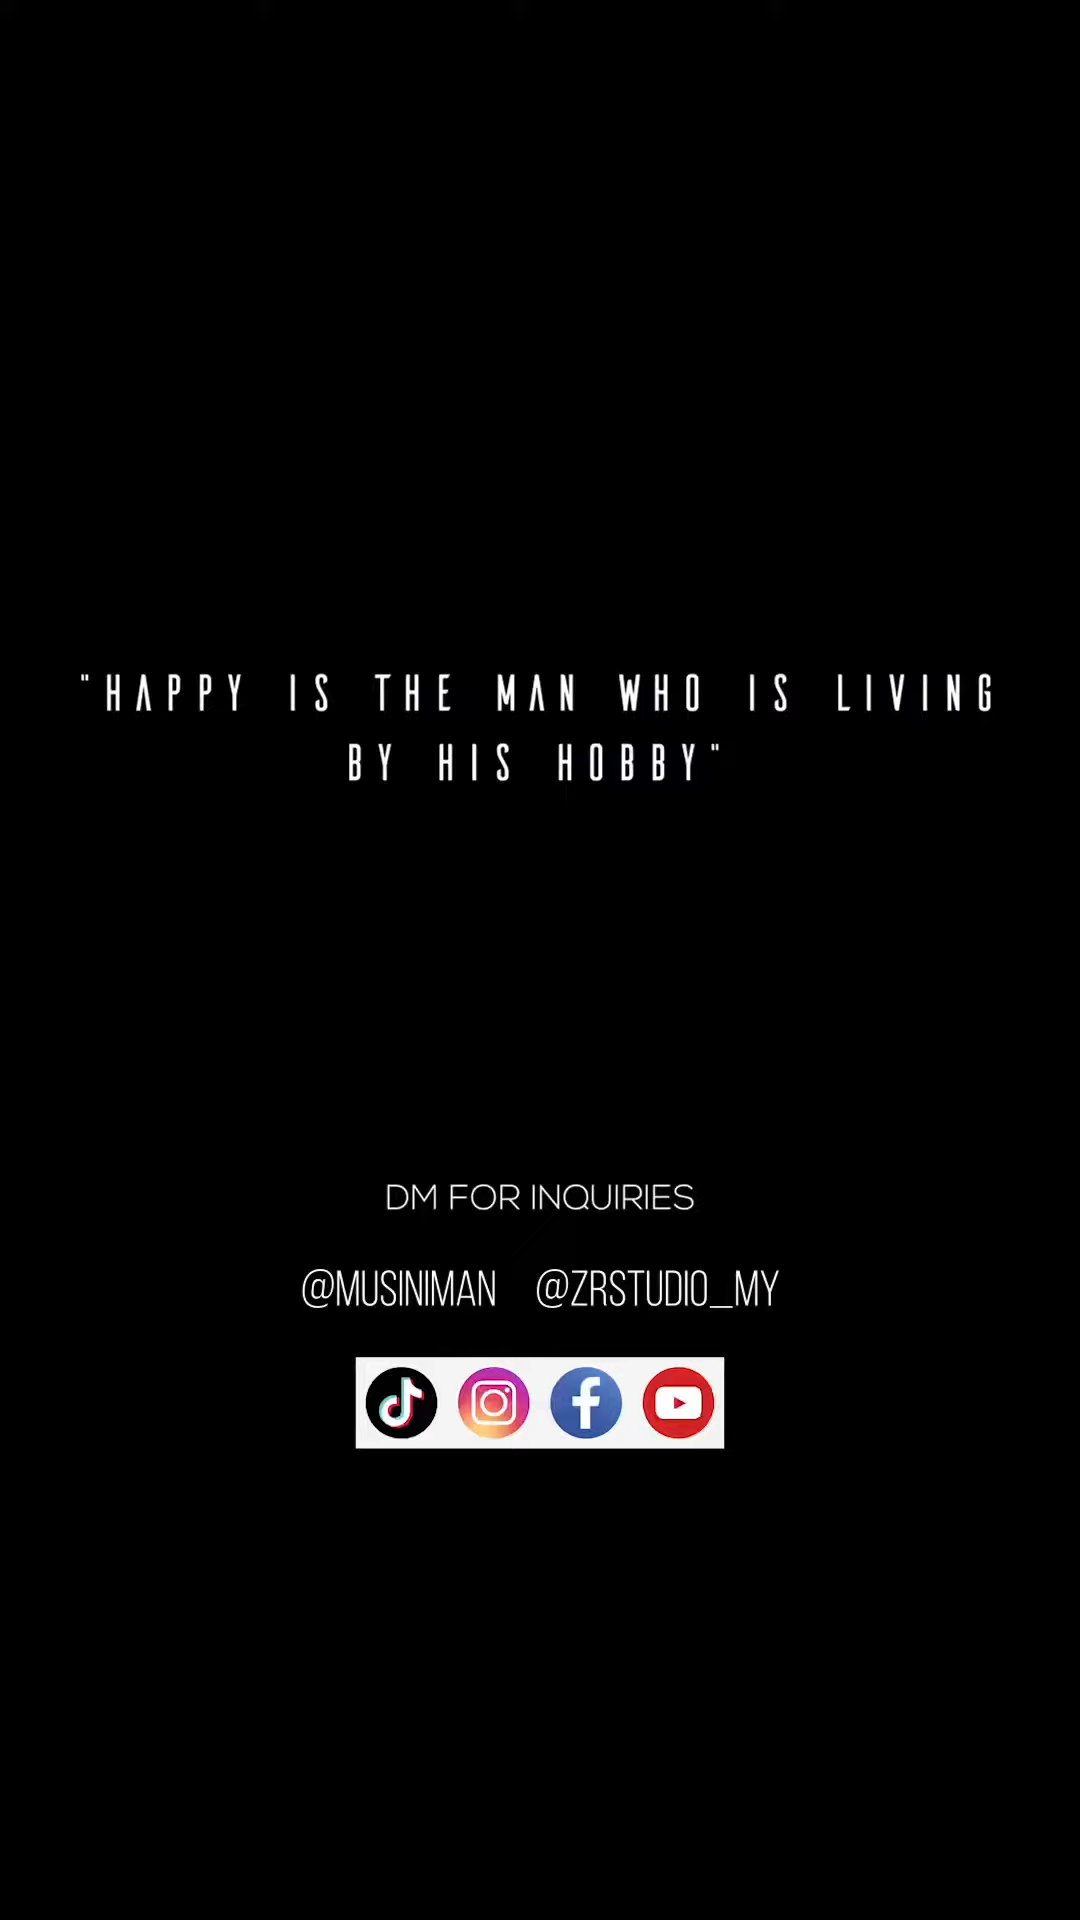 "HAPPY IS THE MAN WHO IS LIVING
BY HIS HOBBY"
DM FOR INQUIRIES
@MUSINIMAN @ZRSTUDIO_MY